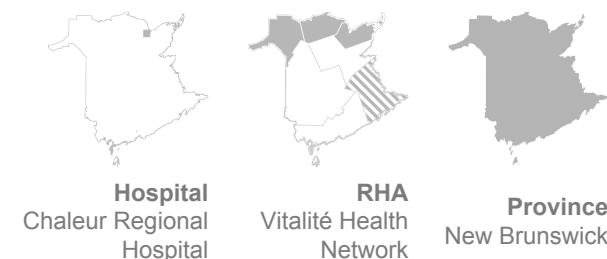 Hospital
Chaleur Regional
Hospital
RHA
Vitalité Health
Network
Province
New Brunswick